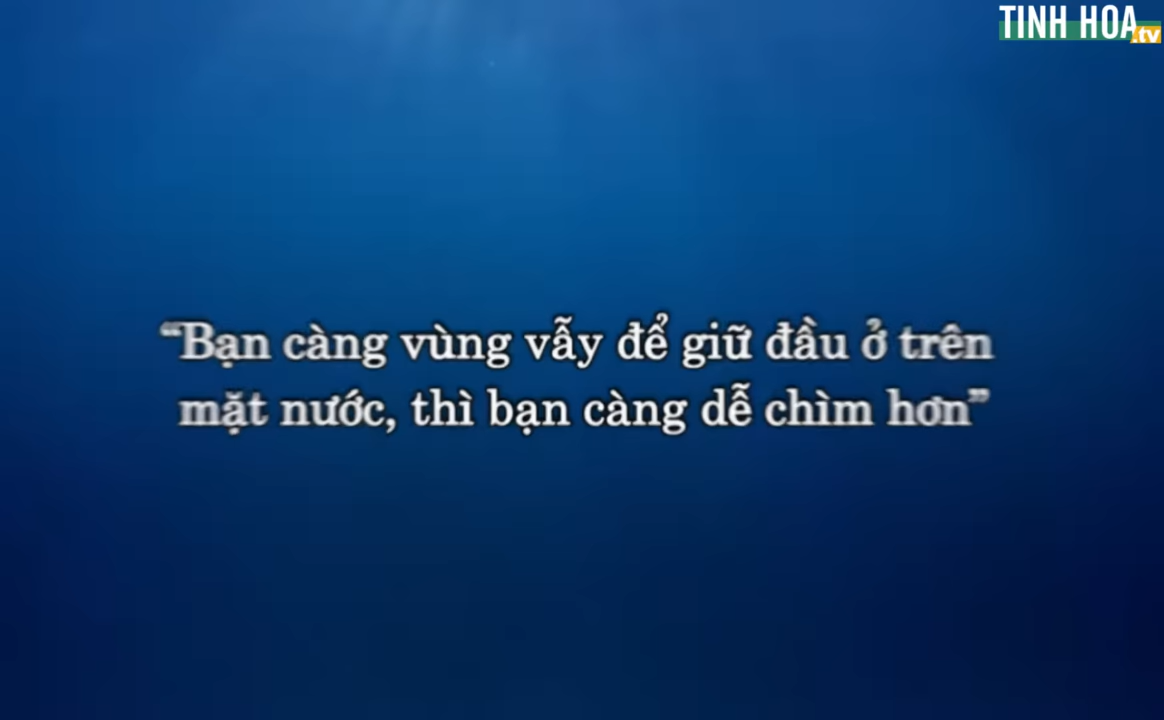 TINH HOA.tv
“Bạn càng vùng vẫy để giữ đầu ở trên
mặt nước, thì bạn càng dễ chìm hơn”